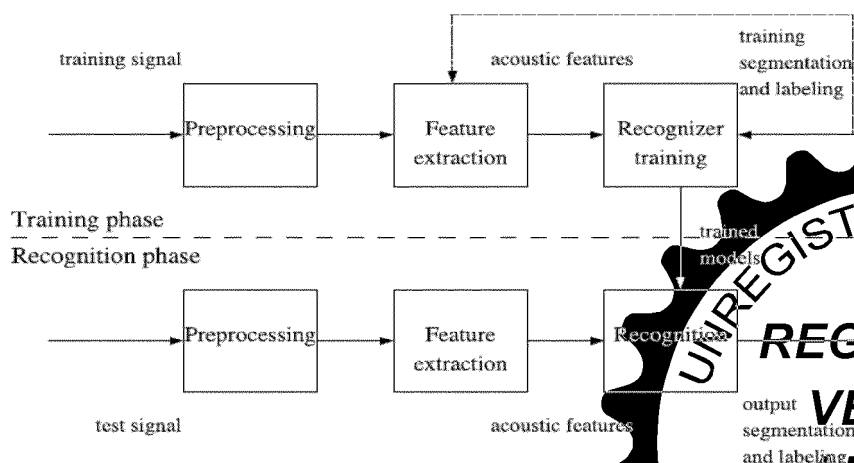 training signal
acoustic features
training
segmentation
and labeling
Preprocessing
Feature
extraction
Recognizer
training
Training phase
trained
models
Recognition phase
Preprocessing
Feature
extraction
Recognition
test signal
acoustic features
output
segmentation
and labeling